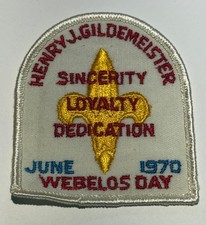 HENRY J. GILDEMEISTER
SINCERITY
LOYALTY
DEDICATION
JUNE 1970
WEBELOS DAY